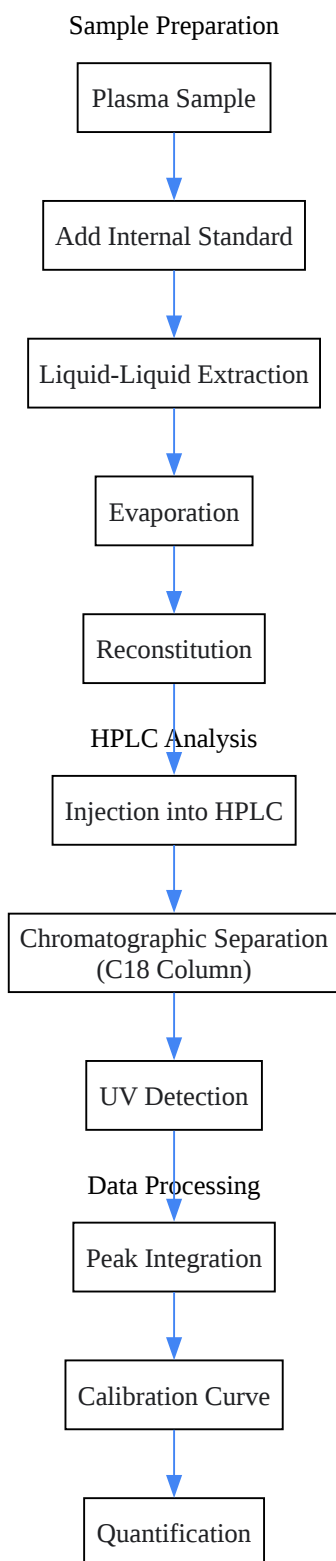 Sample Preparation
Plasma Sample
Add Internal Standard
Liquid-Liquid Extraction
Evaporation
Reconstitution
HPLC Analysis
Injection into HPLC
Chromatographic Separation
(C18 Column)
UV Detection
Data Processing
Peak Integration
Calibration Curve
Quantification